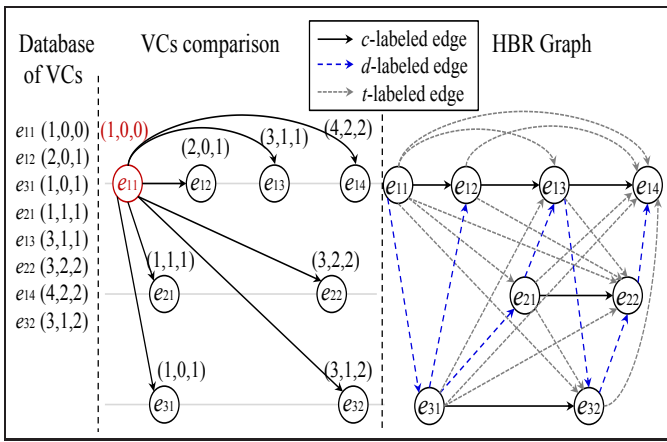 Database of VCs
VCs comparison
HBR Graph
c-labeled edge
d-labeled edge
t-labeled edge
e11 (1,0,0)
e12 (2,0,1)
e31 (1,0,1)
e21 (1,1,1)
e13 (3,1,1)
e22 (3,2,2)
e14 (4,2,2)
e32 (3,1,2)
(1,0,0)
(2,0,1)
(3,1,1)
(4,2,2)
e11
e12
e13
e14
(1,1,1)
(3,2,2)
e21
e22
(1,0,1)
(3,1,2)
e31
e32
e11
e12
e13
e14
e21
e22
e31
e32